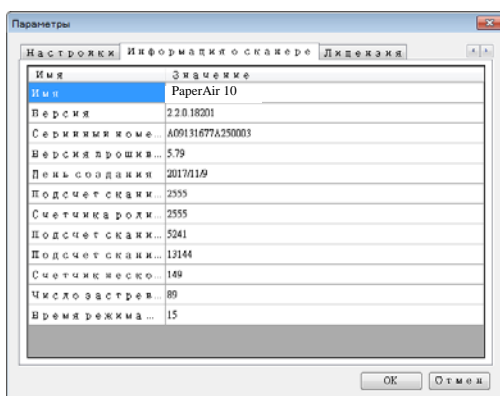 Параметры
Настройки Информация о сканере Лицензия
Имя Значение
Имя PaperAir 10
Версия 2.2.0.18201
Серийный номе... A09131677A250003
Версия прошив... 5.79
День создания 2017/11/9
Подсчет скани... 2555
Счетчика роли... 2555
Подсчет скани... 5241
Подсчет скани... 13144
Счетчик неско... 149
Число застрев... 89
Время режима ... 15
OK Отмен